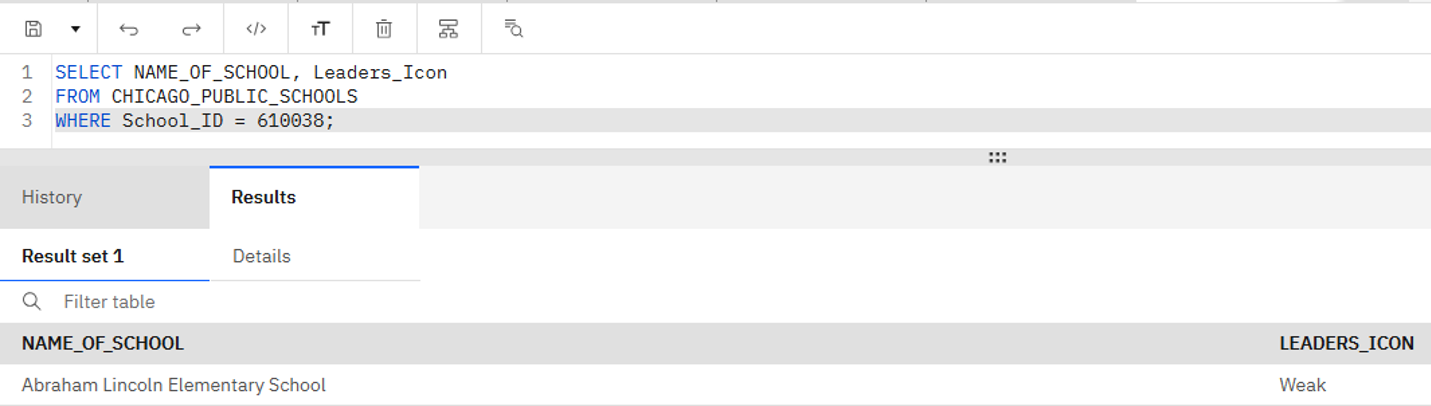 </>
TT
1 SELECT NAME_OF_SCHOOL, Leaders_Icon
2 FROM CHICAGO_PUBLIC_SCHOOLS
3 WHERE School_ID = 610038;
History Results
Result set 1 Details
Filter table
NAME_OF_SCHOOL LEADERS_ICON
Abraham Lincoln Elementary School Weak